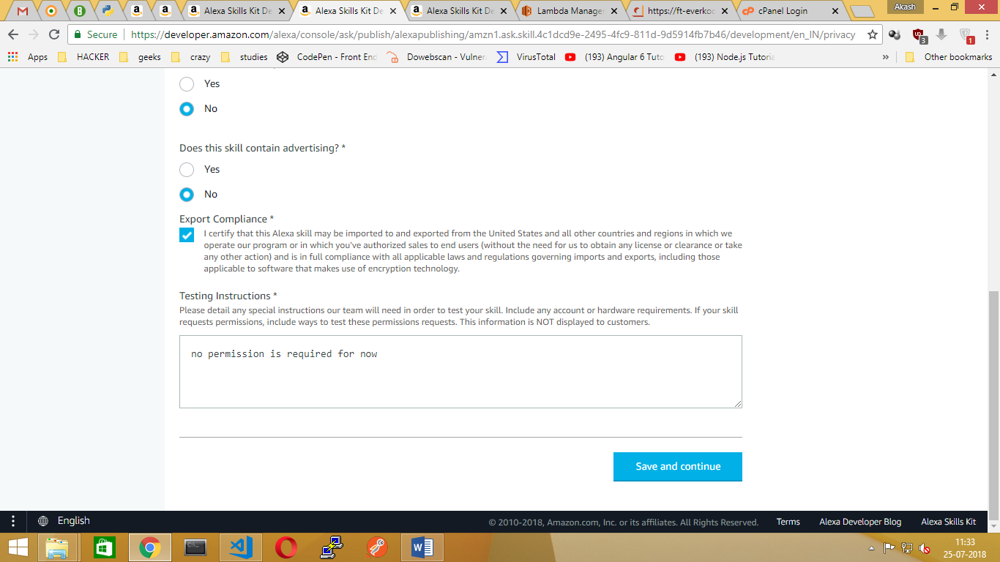 Akash
Alexa Skills Kit De
Alexa Skills Kit De
Alexa Skills Kit De
Lambda Manage
https://ft-everko
cPanel Login
Secure
https://developer.amazon.com/alexa/console/ask/publish/alexapublishing/amzn1.ask.skill.4c1dcd9e-2495-4fc9-811d-9d5914fb7b46/development/en_IN/privacy
3
1
Apps
HACKER
geeks
crazy
studies
CodePen - Front En
Dowebscan - Vulner
VirusTotal
(193) Angular 6 Tuto
(193) Node.js Tutoria
»
Other bookmarks
Yes
No
Does this skill contain advertising? *
Yes
No
Export Compliance *
I certify that this Alexa skill may be imported to and exported from the United States and all other countries and regions in which we
operate our program or in which you've authorized sales to end users (without the need for us to obtain any license or clearance or take
any other action) and is in full compliance with all applicable laws and regulations governing imports and exports, including those
applicable to software that makes use of encryption technology.
Testing Instructions *
Please detail any special instructions our team will need in order to test your skill. Include any account or hardware requirements. If your skill
requests permissions, include ways to test these permissions requests. This information is NOT displayed to customers.
no permission is required for now
Save and continue
English
© 2010-2018, Amazon.com, Inc. or its affiliates. All Rights Reserved.
Terms
Alexa Developer Blog
Alexa Skills Kit
11:33
25-07-2018